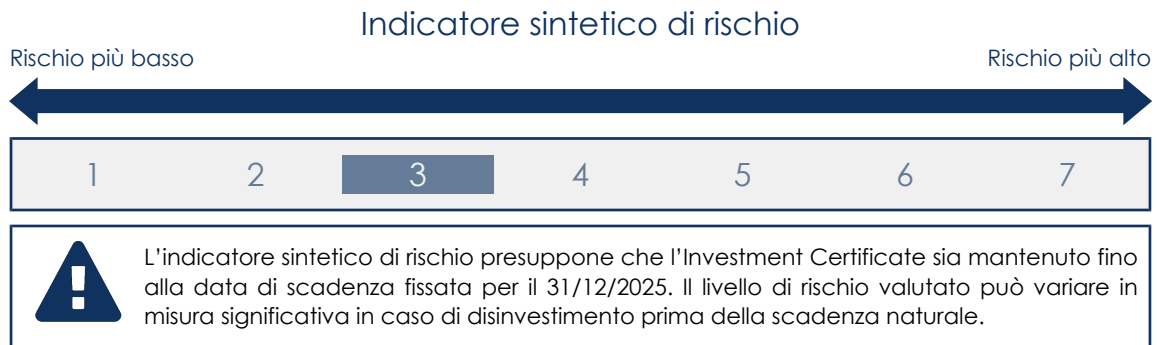 Indicatore sintetico di rischio
Rischio più basso Rischio più alto
1 2 3 4 5 6 7
L'indicatore sintetico di rischio presuppone che l'Investment Certificate sia mantenuto fino
alla data di scadenza fissata per il 31/12/2025. Il livello di rischio valutato può variare in
misura significativa in caso di disinvestimento prima della scadenza naturale.